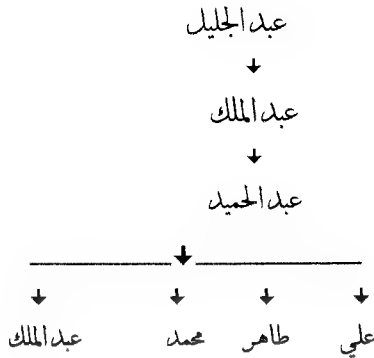 عبد الجليل
عبد الملك
عبد الحميد
علي طاهر محمد عبد الملك